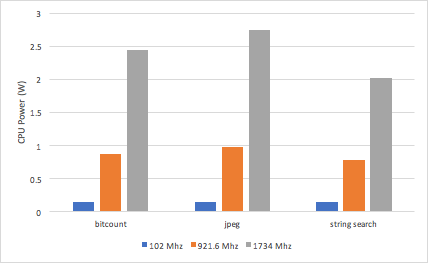 3
2.5
2
1.5
1
0.5
0
CPU Power (W)
bitcount jpeg string search
102 Mhz 921.6 Mhz 1734 Mhz